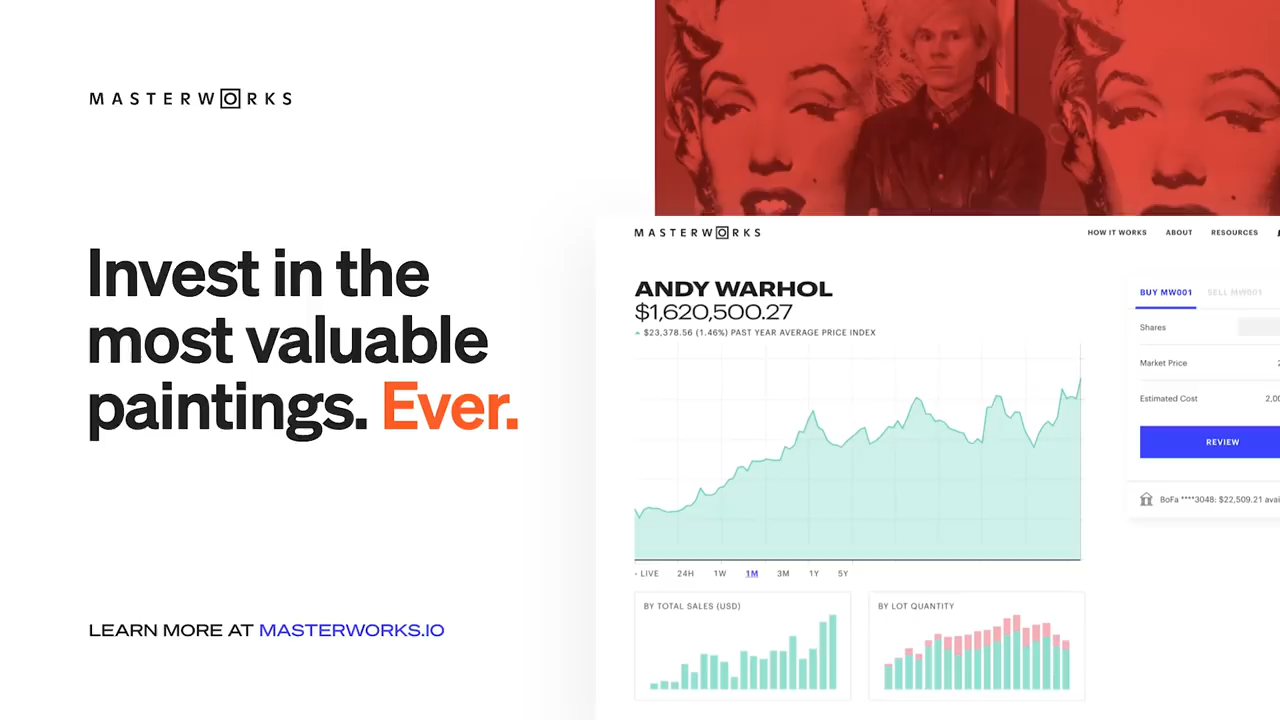 MASTERWORKS
Invest in the
most valuable
paintings. Ever.
LEARN MORE AT MASTERWORKS.IO
MASTERWORKS
HOW IT WORKS ABOUT RESOURCES
ANDY WARHOL
$1,620,500.27
$23,378.56 (1.46%) PAST YEAR AVERAGE PRICE INDEX
LIVE 24H 1W 1M 3M 1Y 5Y
BY TOTAL SALES (USD)
BY LOT QUANTITY
BUY MW001 SELL MW001
Shares
Market Price
Estimated Cost
REVIEW
BoFa ****3048: $22,509.21